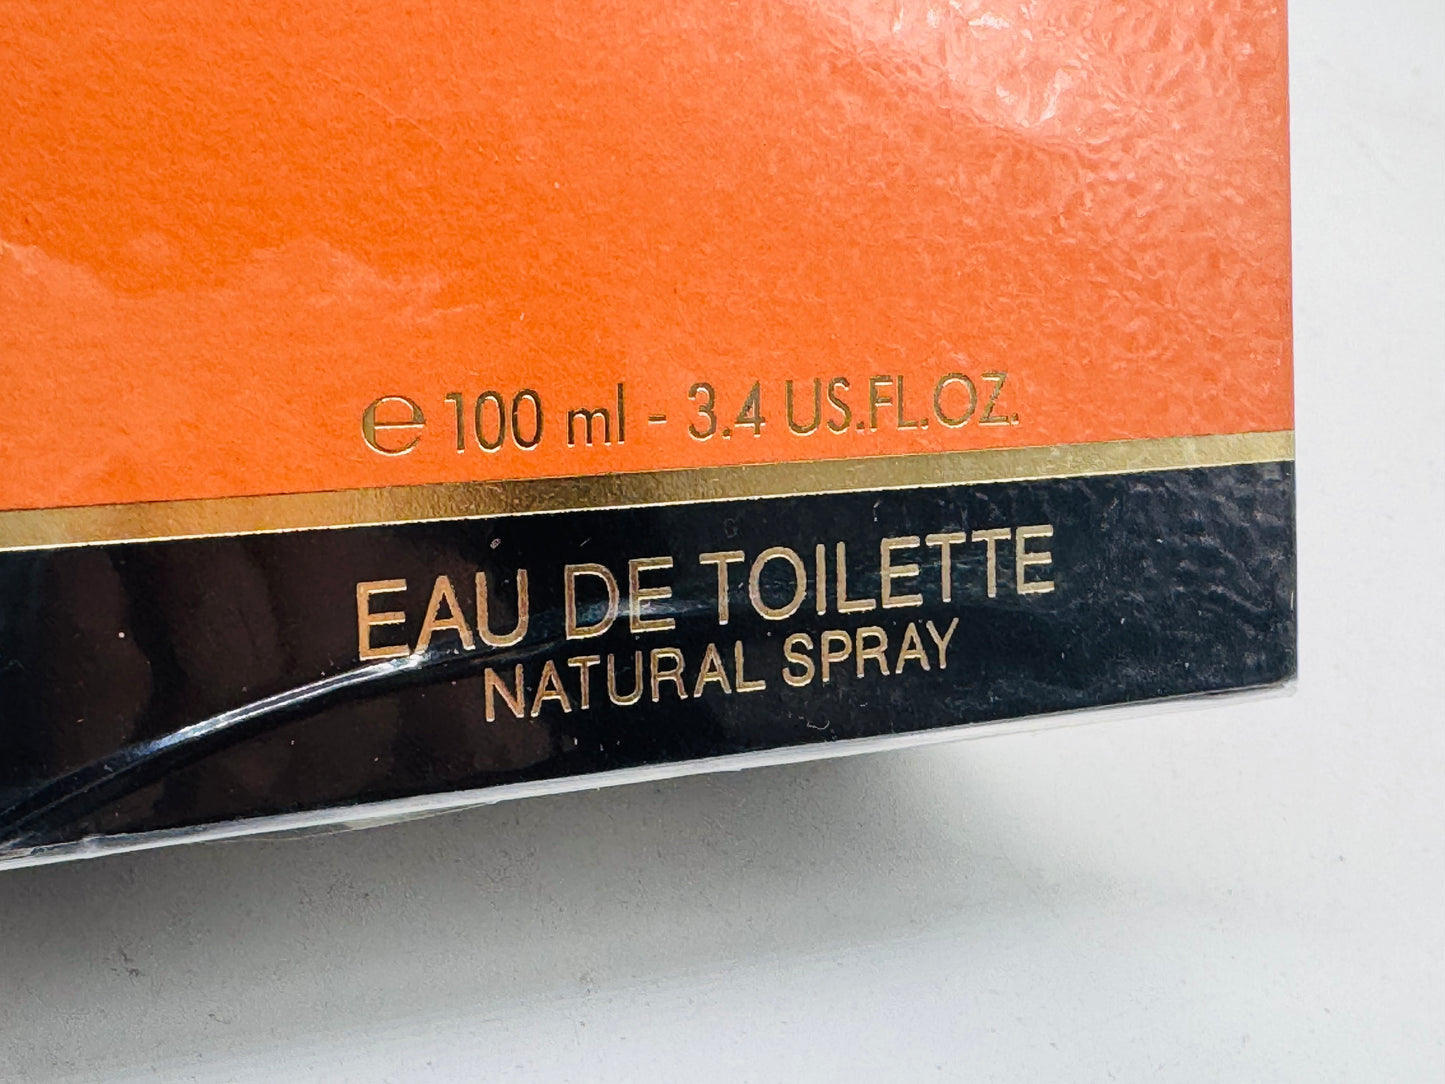 ℮ 100 ml - 3.4 US.FL.OZ.
EAU DE TOILETTE
NATURAL SPRAY